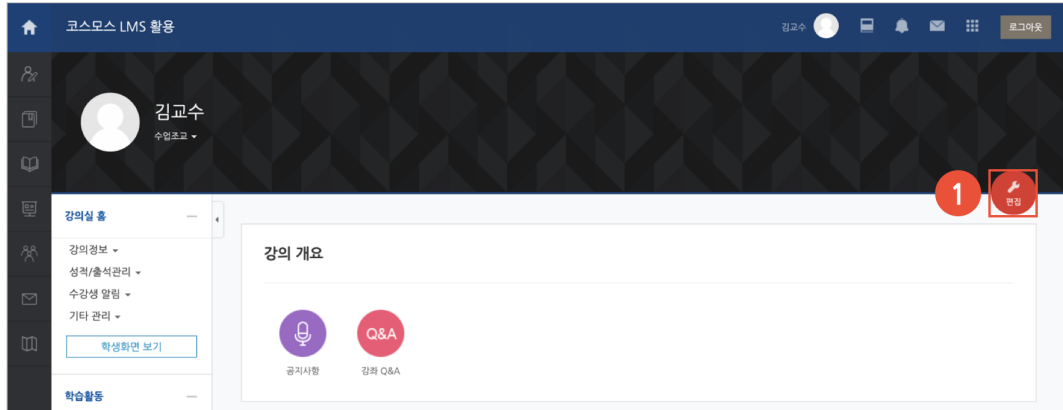 코스모스 LMS 활용
김교수
로그아웃
김교수
수업조교
1
편집
강의실 홈
강의정보
성적/출석관리
수강생 알림
기타 관리
학생화면 보기
학습활동
강의 개요
Q&A
공지사항
강좌 Q&A